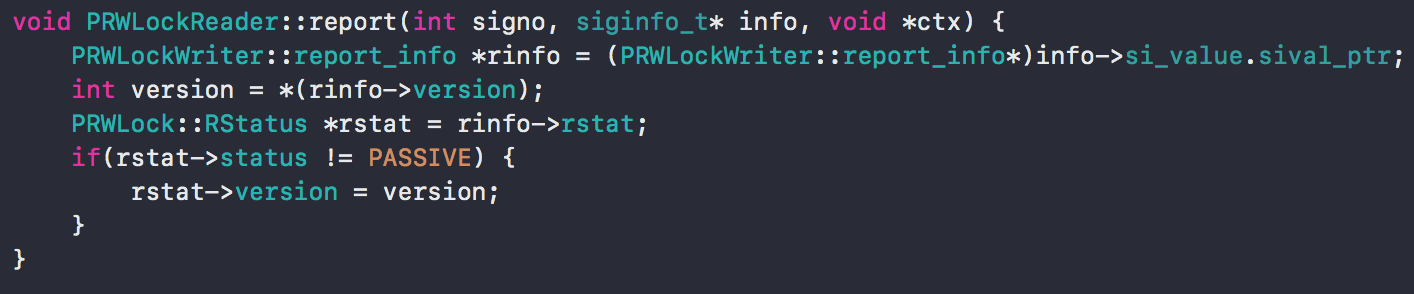 void PRWLockReader::report(int signo, siginfo_t* info, void *ctx) {
    PRWLockWriter::report_info *rinfo = (PRWLockWriter::report_info*)info->si_value.sival_ptr;
    int version = *(rinfo->version);
    PRWLock::RStatus *rstat = rinfo->rstat;
    if(rstat->status != PASSIVE) {
        rstat->version = version;
    }
}